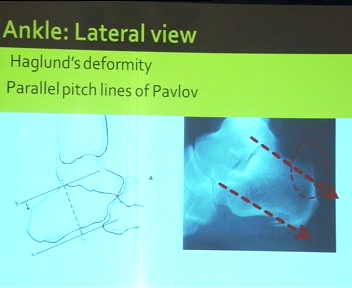 Ankle: Lateral view
Haglund's deformity
Parallel pitch lines of Pavlov